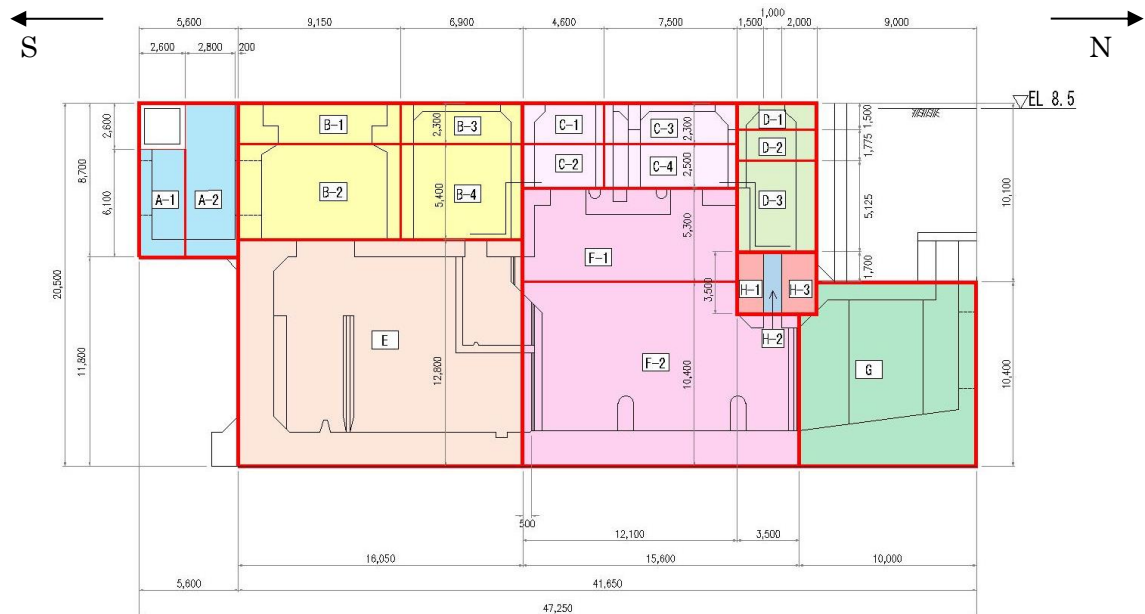 5,600
9,150
6,900
4,600
7,500
1,500
1,000
2,000
9,000
S
N
2,600
2,800
200
EL 8.5
B-1
B-2
B-3
B-4
2,300
5,400
C-1
C-2
C-3
C-4
2,300
2,500
D-1
D-2
D-3
1,500
1,775
5,125
1,700
10,100
10,400
2,600
6,100
8,700
20,500
11,800
A-1
A-2
F-1
5,300
H-1
H-3
3,500
H-2
E
12,800
F-2
10,400
G
500
12,100
3,500
16,050
15,600
10,000
5,600
41,650
47,250